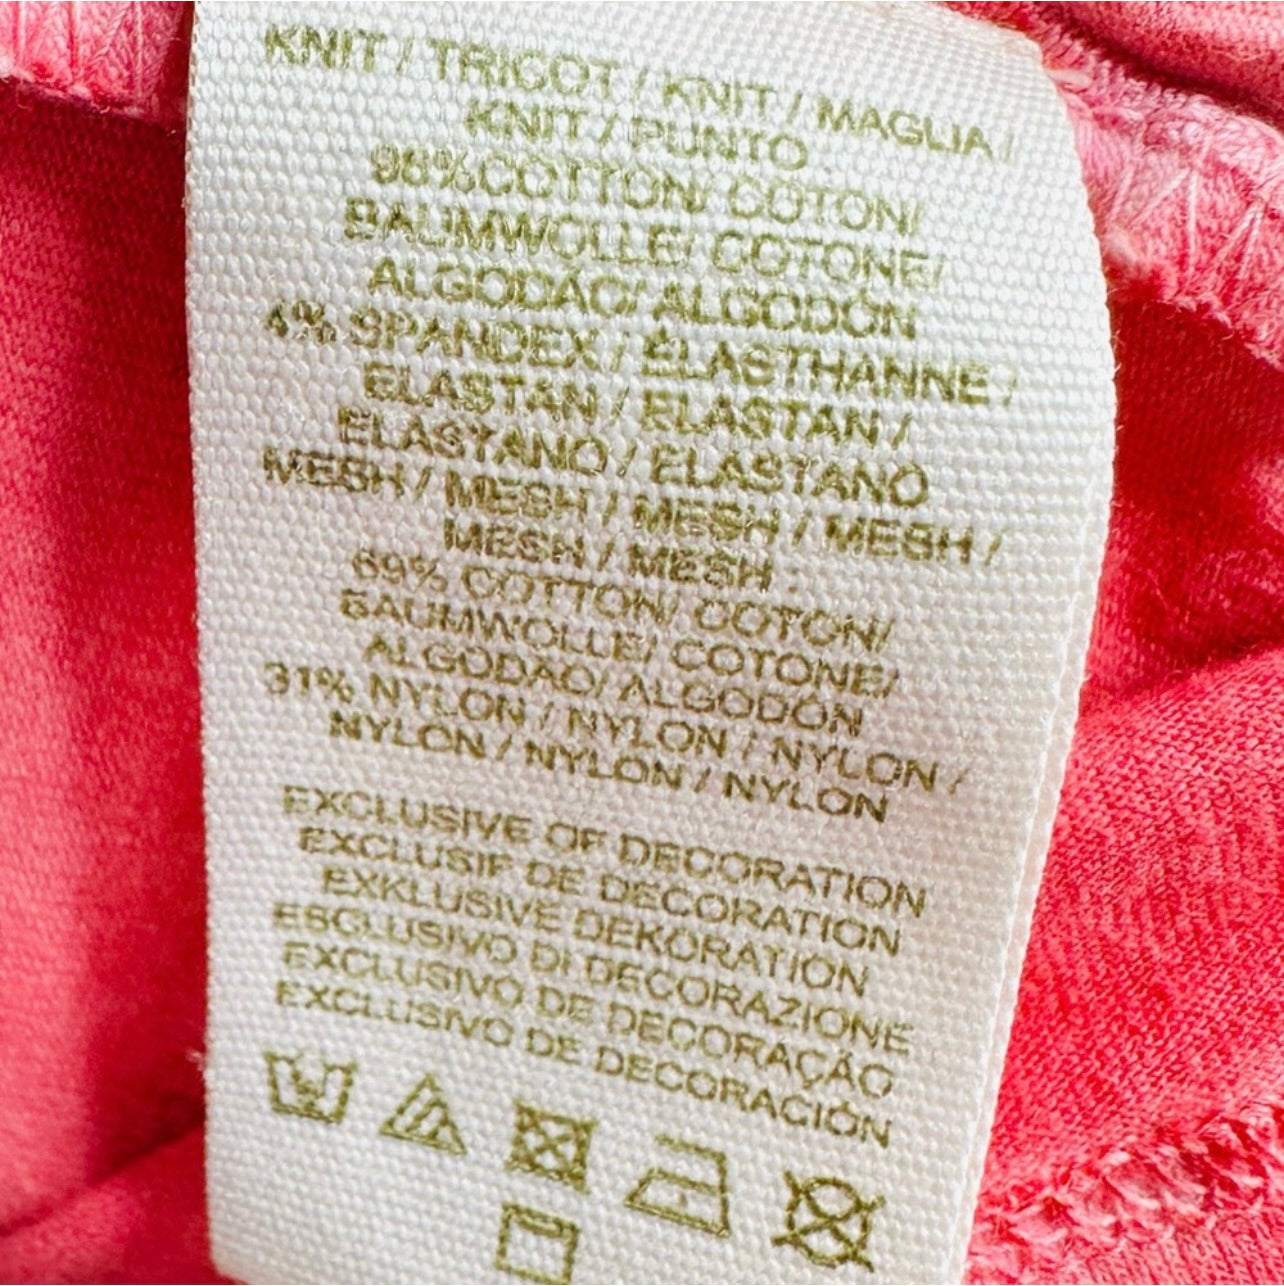 KNIT / TRICOT / KNIT / MAGLIA /
KNIT / PUNTO
96%COTTON/ COTON/
BAUMWOLLE/ COTONE/
ALGODÃO/ ALGODÓN
4% SPANDEX / ÉLASTHANNE /
ELASTAN / ELASTAN /
ELASTANO / ELASTANO
MESH / MESH / MESH / MESH /
MESH / MESH
69% COTTON/ COTON/
BAUMWOLLE/ COTONE/
ALGODAO/ ALGODÓN
31% NYLON / NYLON / NYLON /
NYLON / NYLON / NYLON
EXCLUSIVE OF DECORATION
EXCLUSIF DE DECORATION
EXKLUSIVE DEKORATION
ESCLUSIVO DI DECORAZIONE
EXCLUSIVO DE DECORAÇÃO
EXCLUSIVO DE DECORACIÓN